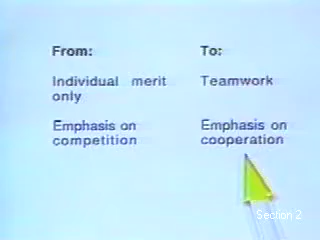 From: To:
Individual merit Teamwork
only
Emphasis on Emphasis on
competition cooperation
Section 2